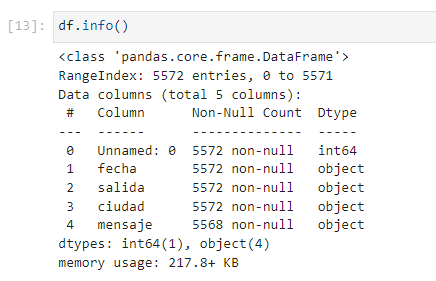 [13]: df.info()
<class 'pandas.core.frame.DataFrame'>
RangeIndex: 5572 entries, 0 to 5571
Data columns (total 5 columns):
 #   Column      Non-Null Count  Dtype
---  ------      --------------  -----
 0   Unnamed: 0  5572 non-null   int64
 1   fecha       5572 non-null   object
 2   salida      5572 non-null   object
 3   ciudad      5572 non-null   object
 4   mensaje     5568 non-null   object
dtypes: int64(1), object(4)
memory usage: 217.8+ KB